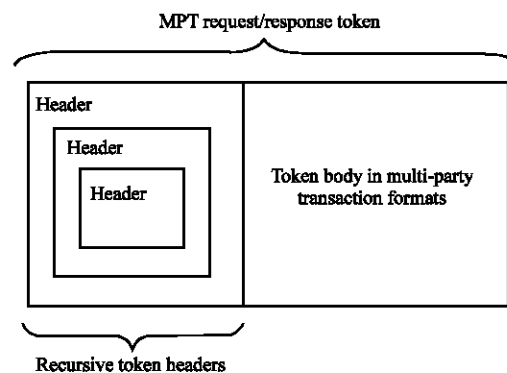 MPT request/response token
Header
Header
Header
Token body in multi-party
transaction formats
Recursive token headers